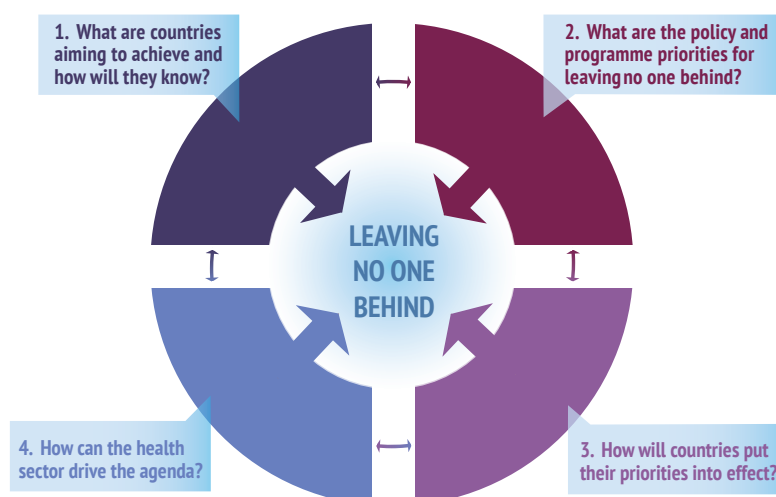 1. What are countries
aiming to achieve and
how will they know?
2. What are the policy and
programme priorities for
leaving no one behind?
LEAVING
NO ONE
BEHIND
4. How can the health
sector drive the agenda?
3. How will countries put
their priorities into effect?